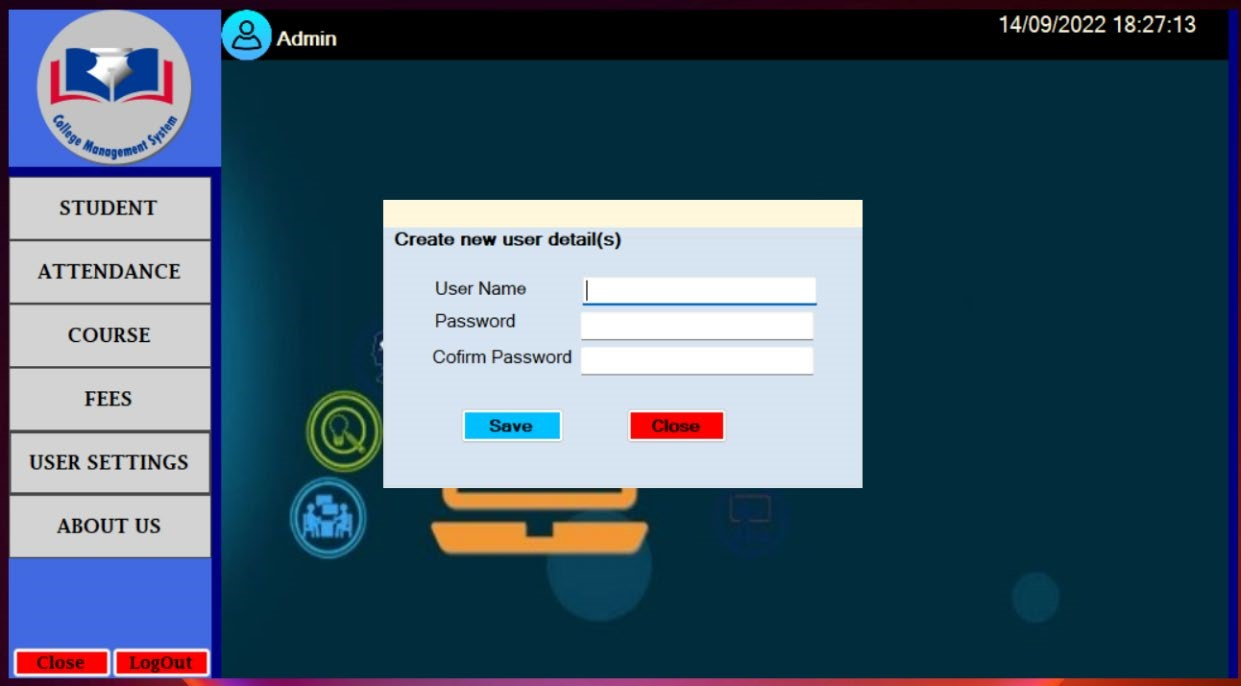 College Management System
Admin
14/09/2022 18:27:13
STUDENT
ATTENDANCE
COURSE
FEES
USER SETTINGS
ABOUT US
Close
LogOut
Create new user detail(s)
User Name
Password
Cofirm Password
Save
Close